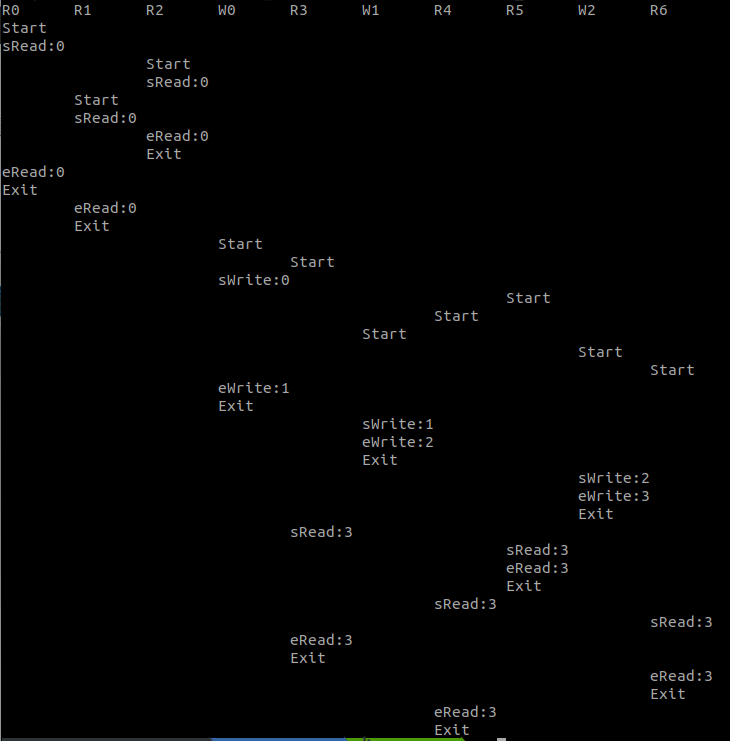 R0 R1 R2 W0 R3 W1 R4 R5 W2 R6
Start
sRead:0
Start
sRead:0
Start
sRead:0
eRead:0
Exit
eRead:0
Exit
eRead:0
Exit
Start
Start
sWrite:0
Start
Start
Start
Start
Start
eWrite:1
Exit
sWrite:1
eWrite:2
Exit
sWrite:2
eWrite:3
Exit
sRead:3
sRead:3
eRead:3
Exit
sRead:3
sRead:3
eRead:3
Exit
eRead:3
Exit
eRead:3
Exit